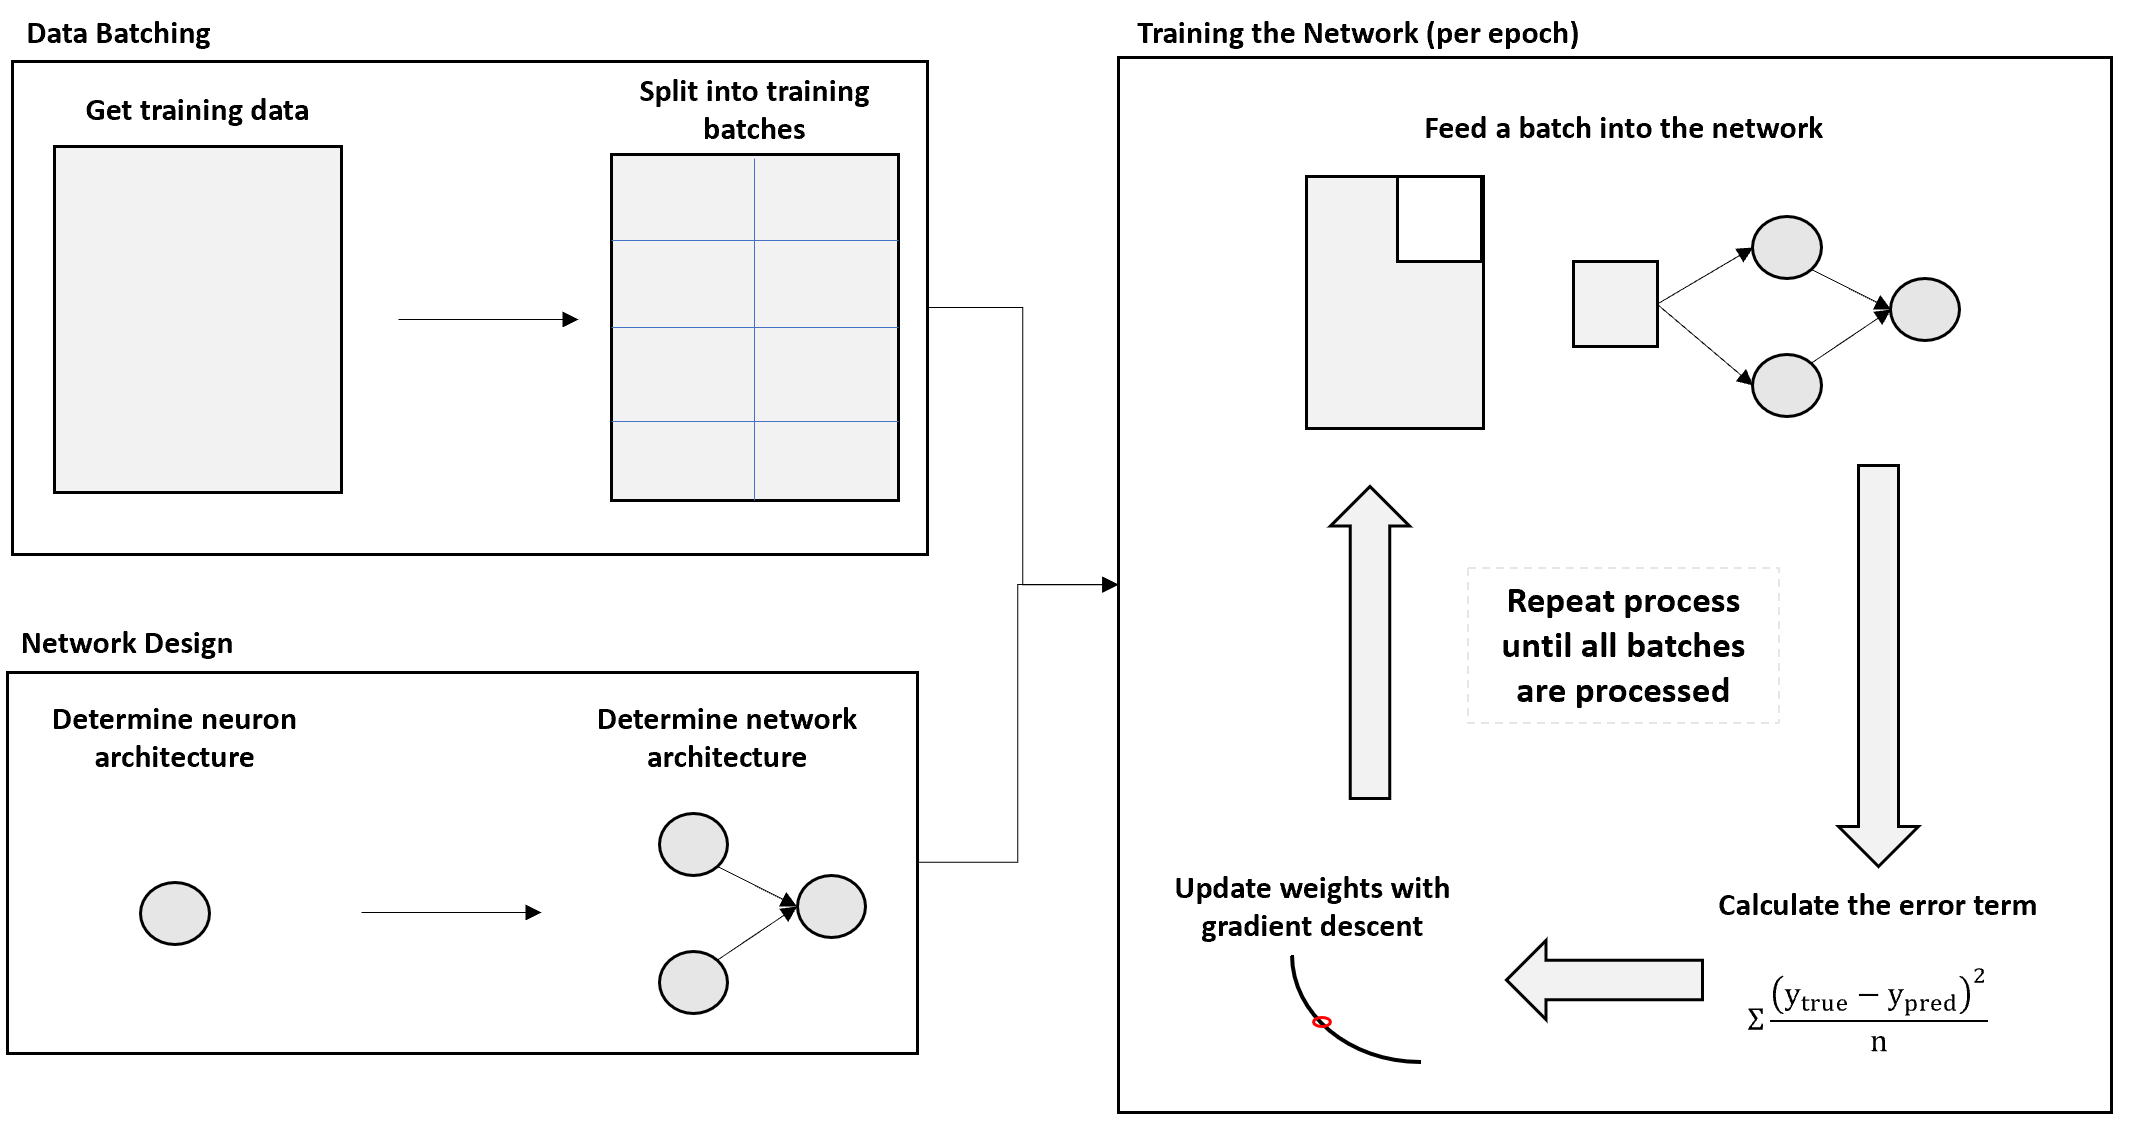 Data Batching
Get training data
Split into training
batches
Network Design
Determine neuron
architecture
Determine network
architecture
Training the Network (per epoch)
Feed a batch into the network
Repeat process
until all batches
are processed
Update weights with
gradient descent
Calculate the error term
Σ (y_true − y_pred)² / n